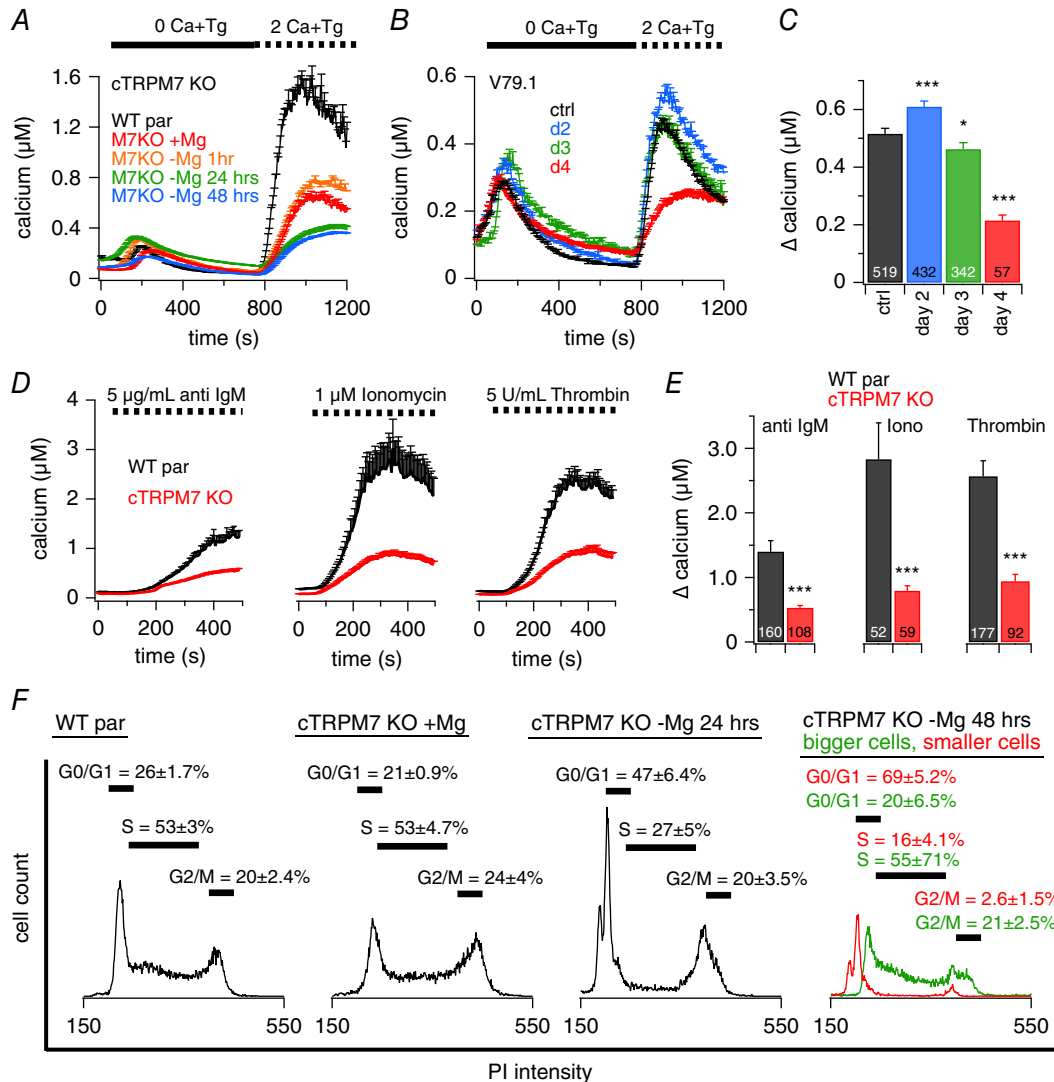 A
0 Ca+Tg
2 Ca+Tg
calcium (µM)
1.6
1.2
0.8
0.4
0
cTRPM7 KO
WT par
M7KO +Mg
M7KO -Mg 1hr
M7KO -Mg 24 hrs
M7KO -Mg 48 hrs
0
400
800
1200
time (s)
B
0 Ca+Tg
2 Ca+Tg
calcium (µM)
0.6
0.4
0.2
0
V79.1
ctrl
d2
d3
d4
0
400
800
1200
time (s)
C
Δ calcium (µM)
0.6
0.4
0.2
0
***
*
***
519
432
342
57
ctrl
day 2
day 3
day 4
D
5 µg/mL anti IgM
1 µM Ionomycin
5 U/mL Thrombin
calcium (µM)
4
3
2
1
0
WT par
cTRPM7 KO
0 200 400
0 200 400
0 200 400
time (s)
time (s)
time (s)
E
WT par
cTRPM7 KO
anti IgM
Iono
Thrombin
Δ calcium (µM)
3.0
2.0
1.0
0
***
***
***
160
108
52
59
177
92
F
WT par
G0/G1 = 26±1.7%
S = 53±3%
G2/M = 20±2.4%
150
550
cTRPM7 KO +Mg
G0/G1 = 21±0.9%
S = 53±4.7%
G2/M = 24±4%
150
550
cTRPM7 KO -Mg 24 hrs
G0/G1 = 47±6.4%
S = 27±5%
G2/M = 20±3.5%
150
550
cTRPM7 KO -Mg 48 hrs
bigger cells, smaller cells
G0/G1 = 69±5.2%
G0/G1 = 20±6.5%
S = 16±4.1%
S = 55±71%
G2/M = 2.6±1.5%
G2/M = 21±2.5%
150
550
cell count
PI intensity